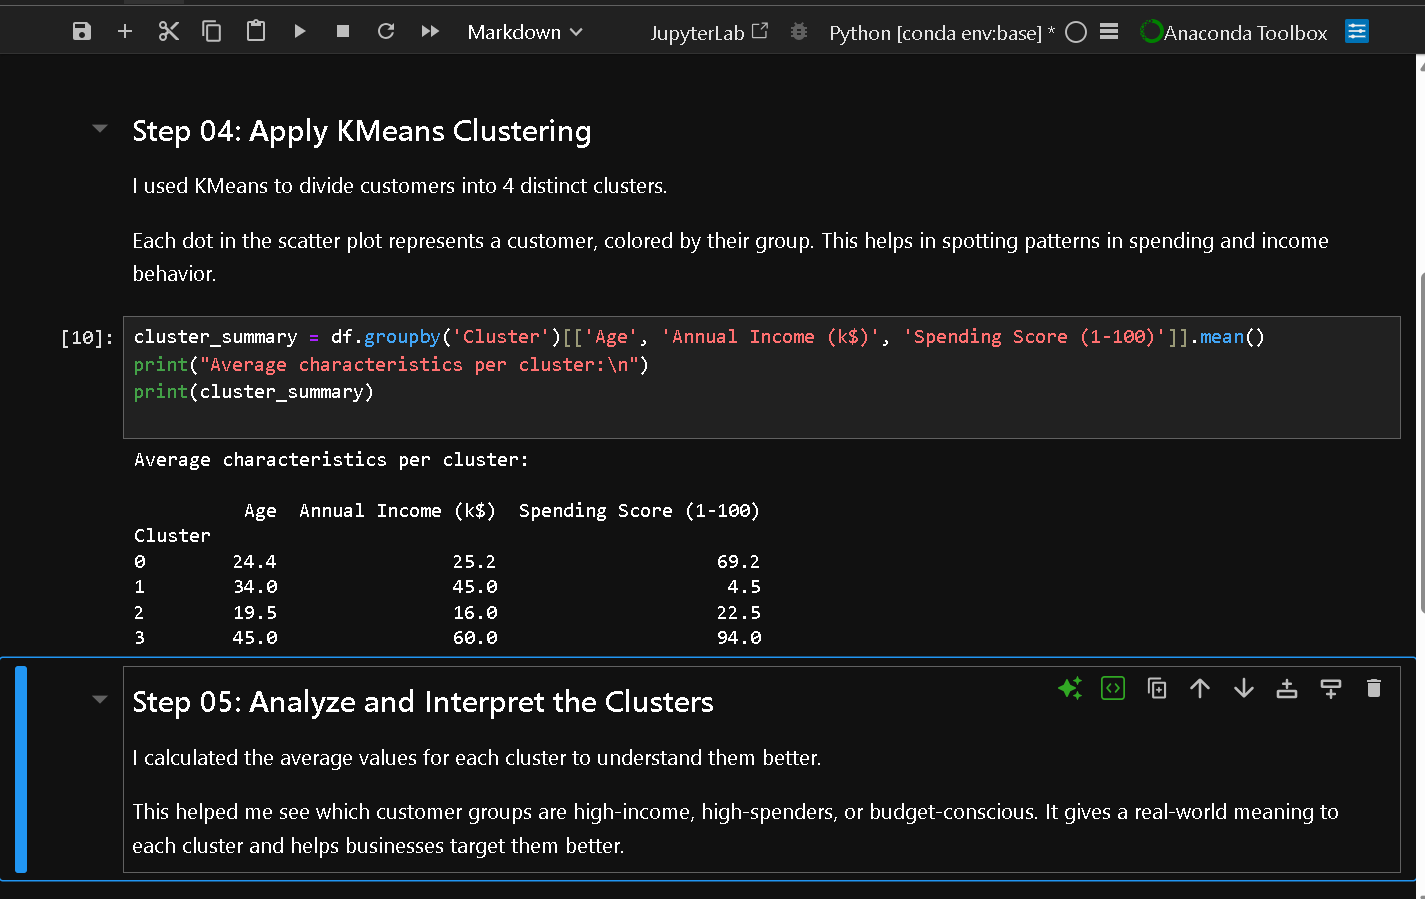 Markdown JupyterLab Python [conda env:base] * Anaconda Toolbox
Step 04: Apply KMeans Clustering
I used KMeans to divide customers into 4 distinct clusters.
Each dot in the scatter plot represents a customer, colored by their group. This helps in spotting patterns in spending and income
behavior.
[10]: cluster_summary = df.groupby('Cluster')[['Age', 'Annual Income (k$)', 'Spending Score (1-100)']].mean()
print("Average characteristics per cluster:\n")
print(cluster_summary)
Average characteristics per cluster:
Age Annual Income (k$) Spending Score (1-100)
Cluster
0 24.4 25.2 69.2
1 34.0 45.0 4.5
2 19.5 16.0 22.5
3 45.0 60.0 94.0
Step 05: Analyze and Interpret the Clusters
I calculated the average values for each cluster to understand them better.
This helped me see which customer groups are high-income, high-spenders, or budget-conscious. It gives a real-world meaning to
each cluster and helps businesses target them better.